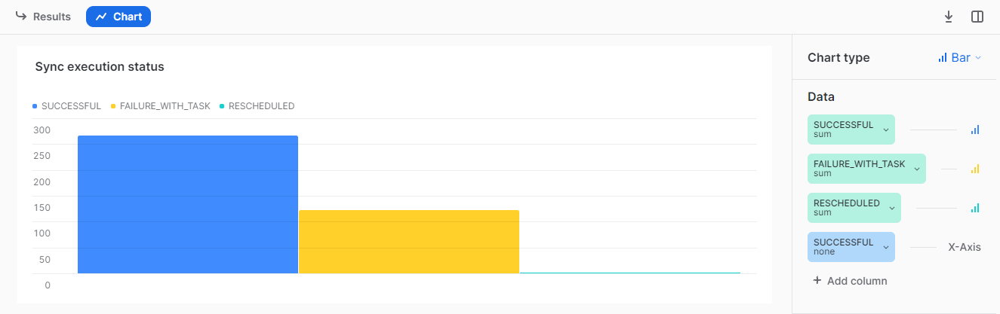 Results
Chart
Sync execution status
SUCCESSFUL FAILURE_WITH_TASK RESCHEDULED
300
250
200
150
100
50
0
Chart type
Bar
Data
SUCCESSFUL
sum
FAILURE_WITH_TASK
sum
RESCHEDULED
sum
SUCCESSFUL
none
X-Axis
+ Add column